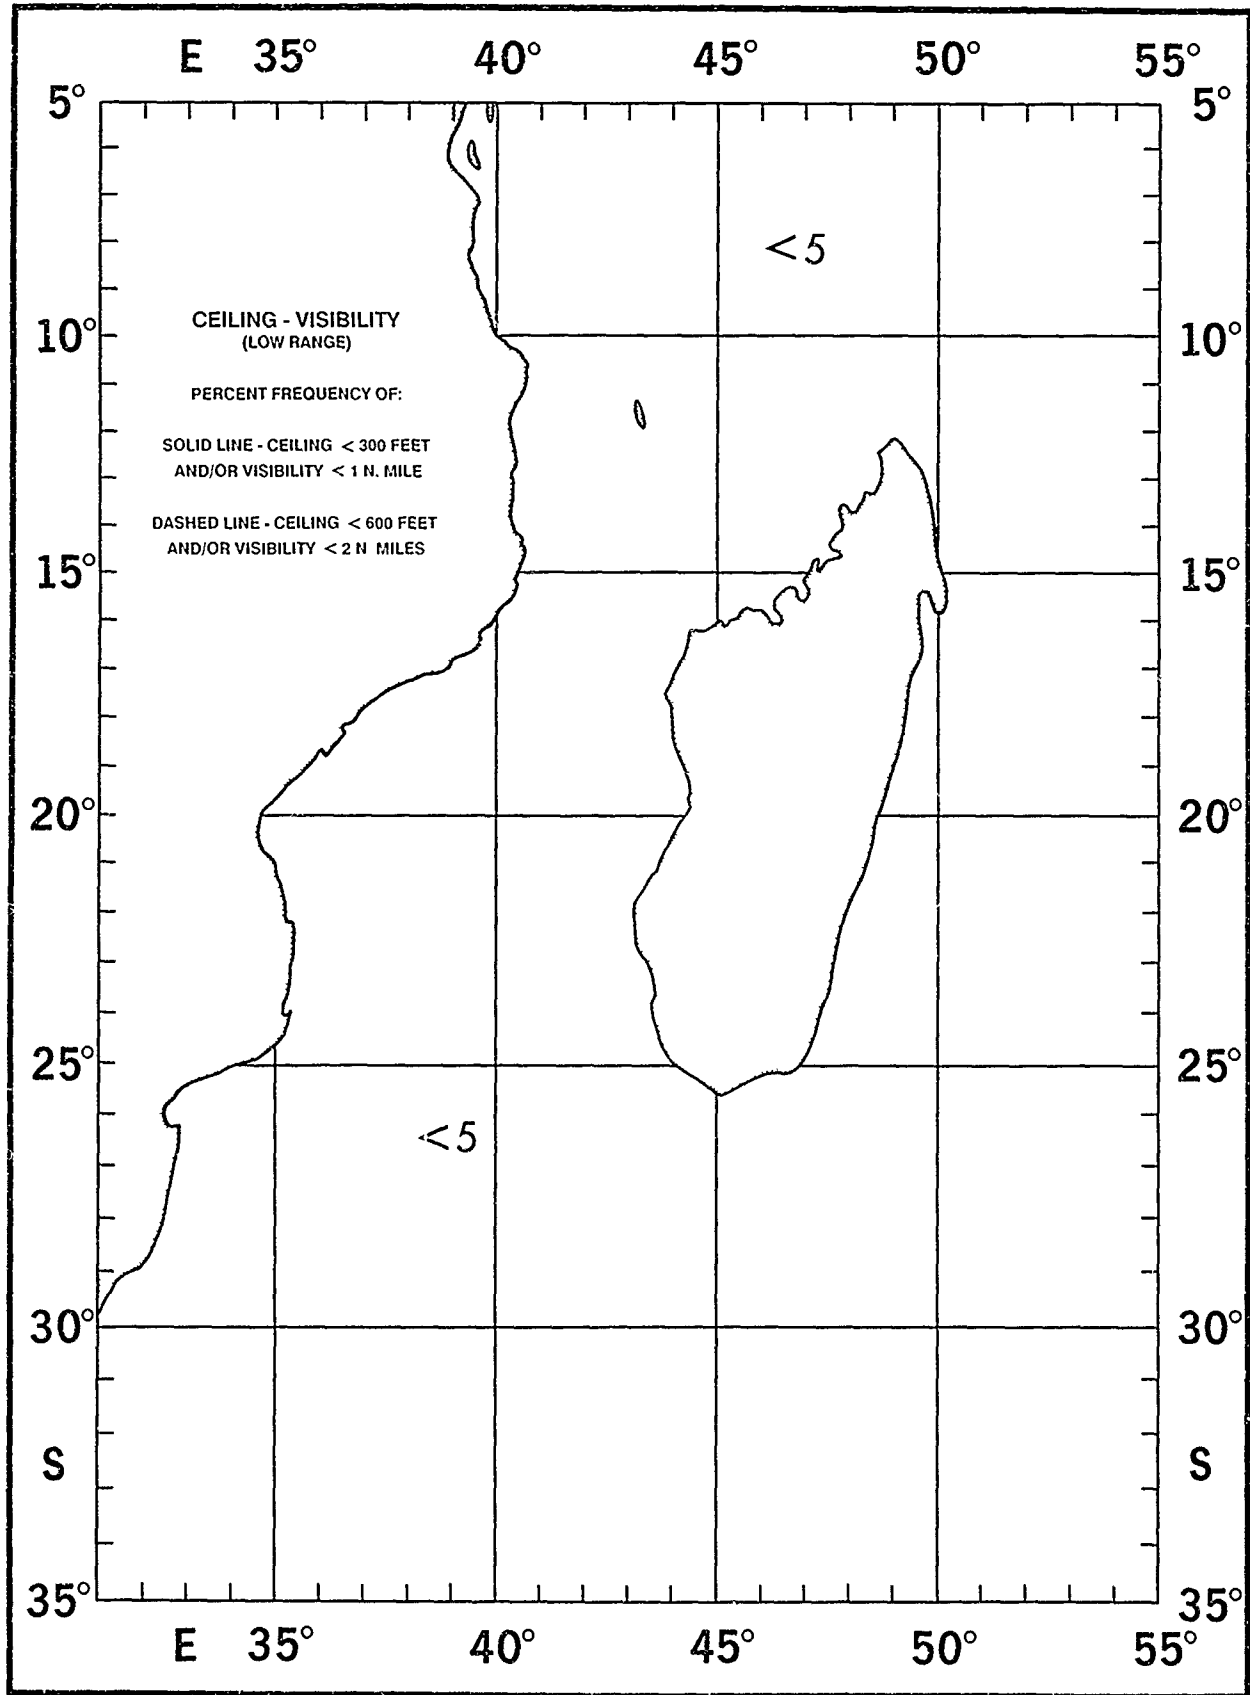 E 35° 40° 45° 50° 55°
5° 5°
<5
CEILING - VISIBILITY
10° 10°
(LOW RANGE)
PERCENT FREQUENCY OF:
SOLID LINE - CEILING < 300 FEET
AND/OR VISIBILITY < 1 N. MILE
DASHED LINE - CEILING < 600 FEET
AND/OR VISIBILITY < 2 N MILES
15° 15°
20° 20°
25° 25°
<5
30° 30°
S S
35° 35°
E 35° 40° 45° 50° 55°